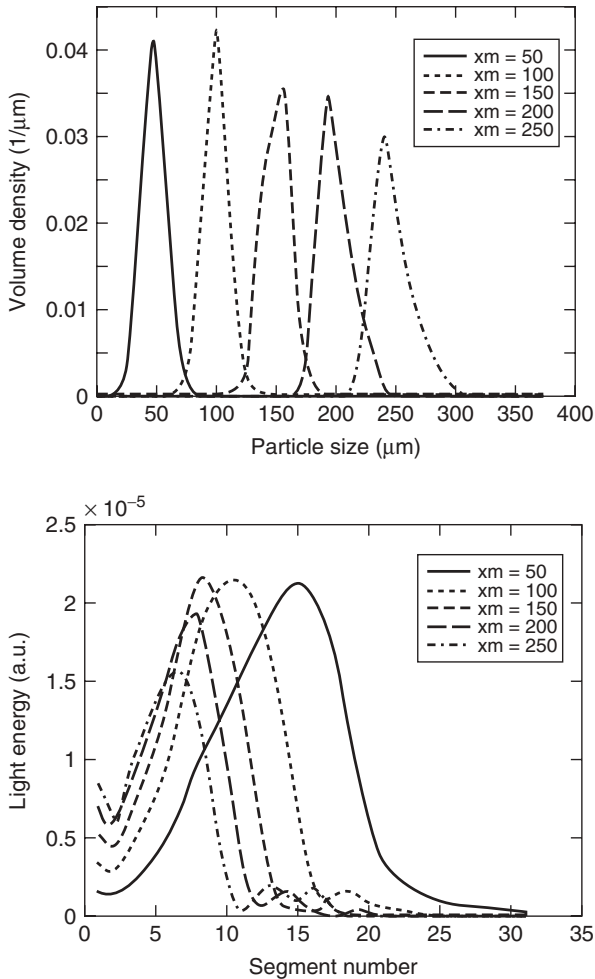 0.04
0.03
0.02
0.01
0
Volume density (1/μm)
xm = 50
xm = 100
xm = 150
xm = 200
xm = 250
0 50 100 150 200 250 300 350 400
Particle size (μm)
× 10⁻⁵
2.5
2
1.5
1
0.5
0
Light energy (a.u.)
xm = 50
xm = 100
xm = 150
xm = 200
xm = 250
0 5 10 15 20 25 30 35
Segment number